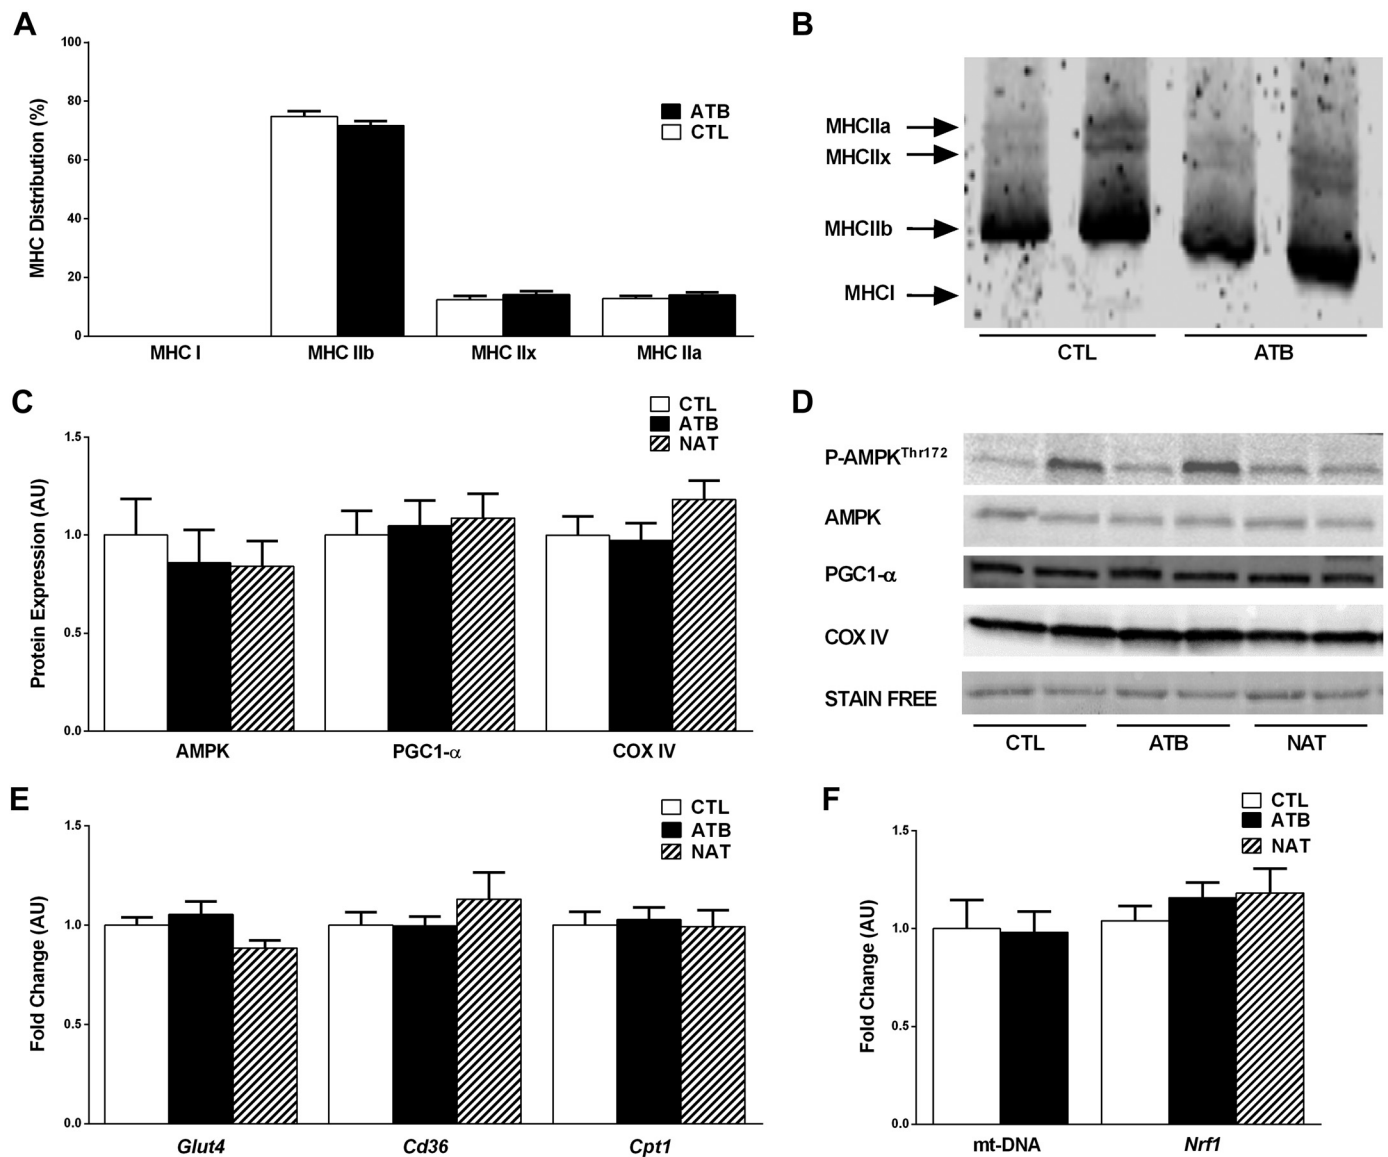 A
100
80
60
40
20
0
MHC Distribution (%)
ATB
CTL
MHC I
MHC IIb
MHC IIx
MHC IIa
B
MHCIIa
MHCIIx
MHCIIb
MHCI
CTL
ATB
C
1.5
1.0
0.5
0.0
Protein Expression (AU)
CTL
ATB
NAT
AMPK
PGC1-α
COX IV
D
P-AMPKThr172
AMPK
PGC1-α
COX IV
STAIN FREE
CTL
ATB
NAT
E
1.5
1.0
0.5
0.0
Fold Change (AU)
CTL
ATB
NAT
Glut4
Cd36
Cpt1
F
1.5
1.0
0.5
0.0
Fold Change (AU)
CTL
ATB
NAT
mt-DNA
Nrf1